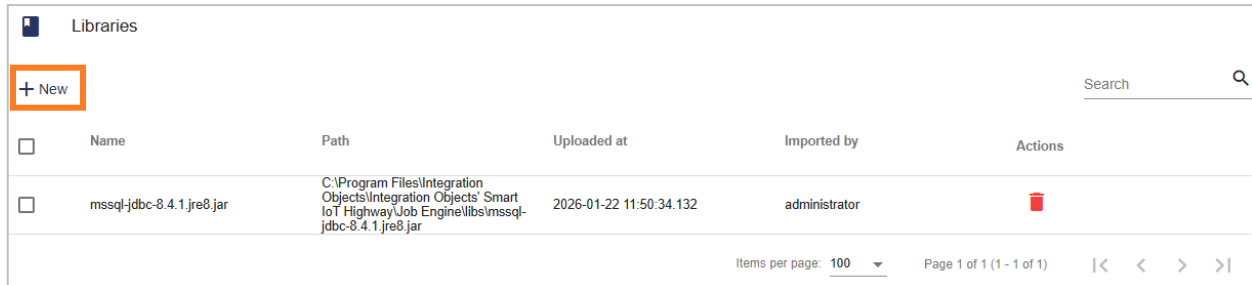 Libraries
+ New
Search
Name Path Uploaded at Imported by Actions
C:\Program Files\Integration
Objects\Integration Objects' Smart
mssql-jdbc-8.4.1.jre8.jar IoT Highway\Job Engine\libs\mssql- 2026-01-22 11:50:34.132 administrator
jdbc-8.4.1.jre8.jar
Items per page: 100 Page 1 of 1 (1 - 1 of 1)